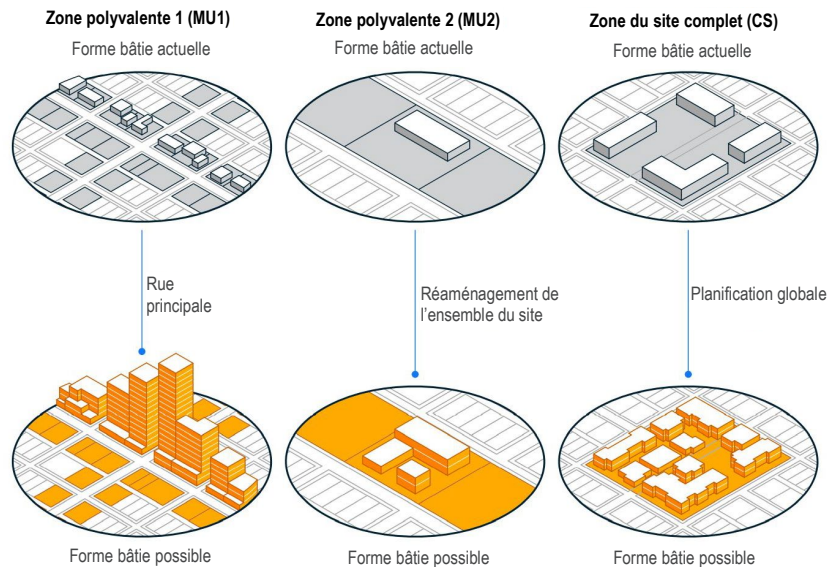 Zone polyvalente 1 (MU1)
Forme bâtie actuelle
Rue
principale
Forme bâtie possible
Zone polyvalente 2 (MU2)
Forme bâtie actuelle
Réaménagement de
l'ensemble du site
Forme bâtie possible
Zone du site complet (CS)
Forme bâtie actuelle
Planification globale
Forme bâtie possible